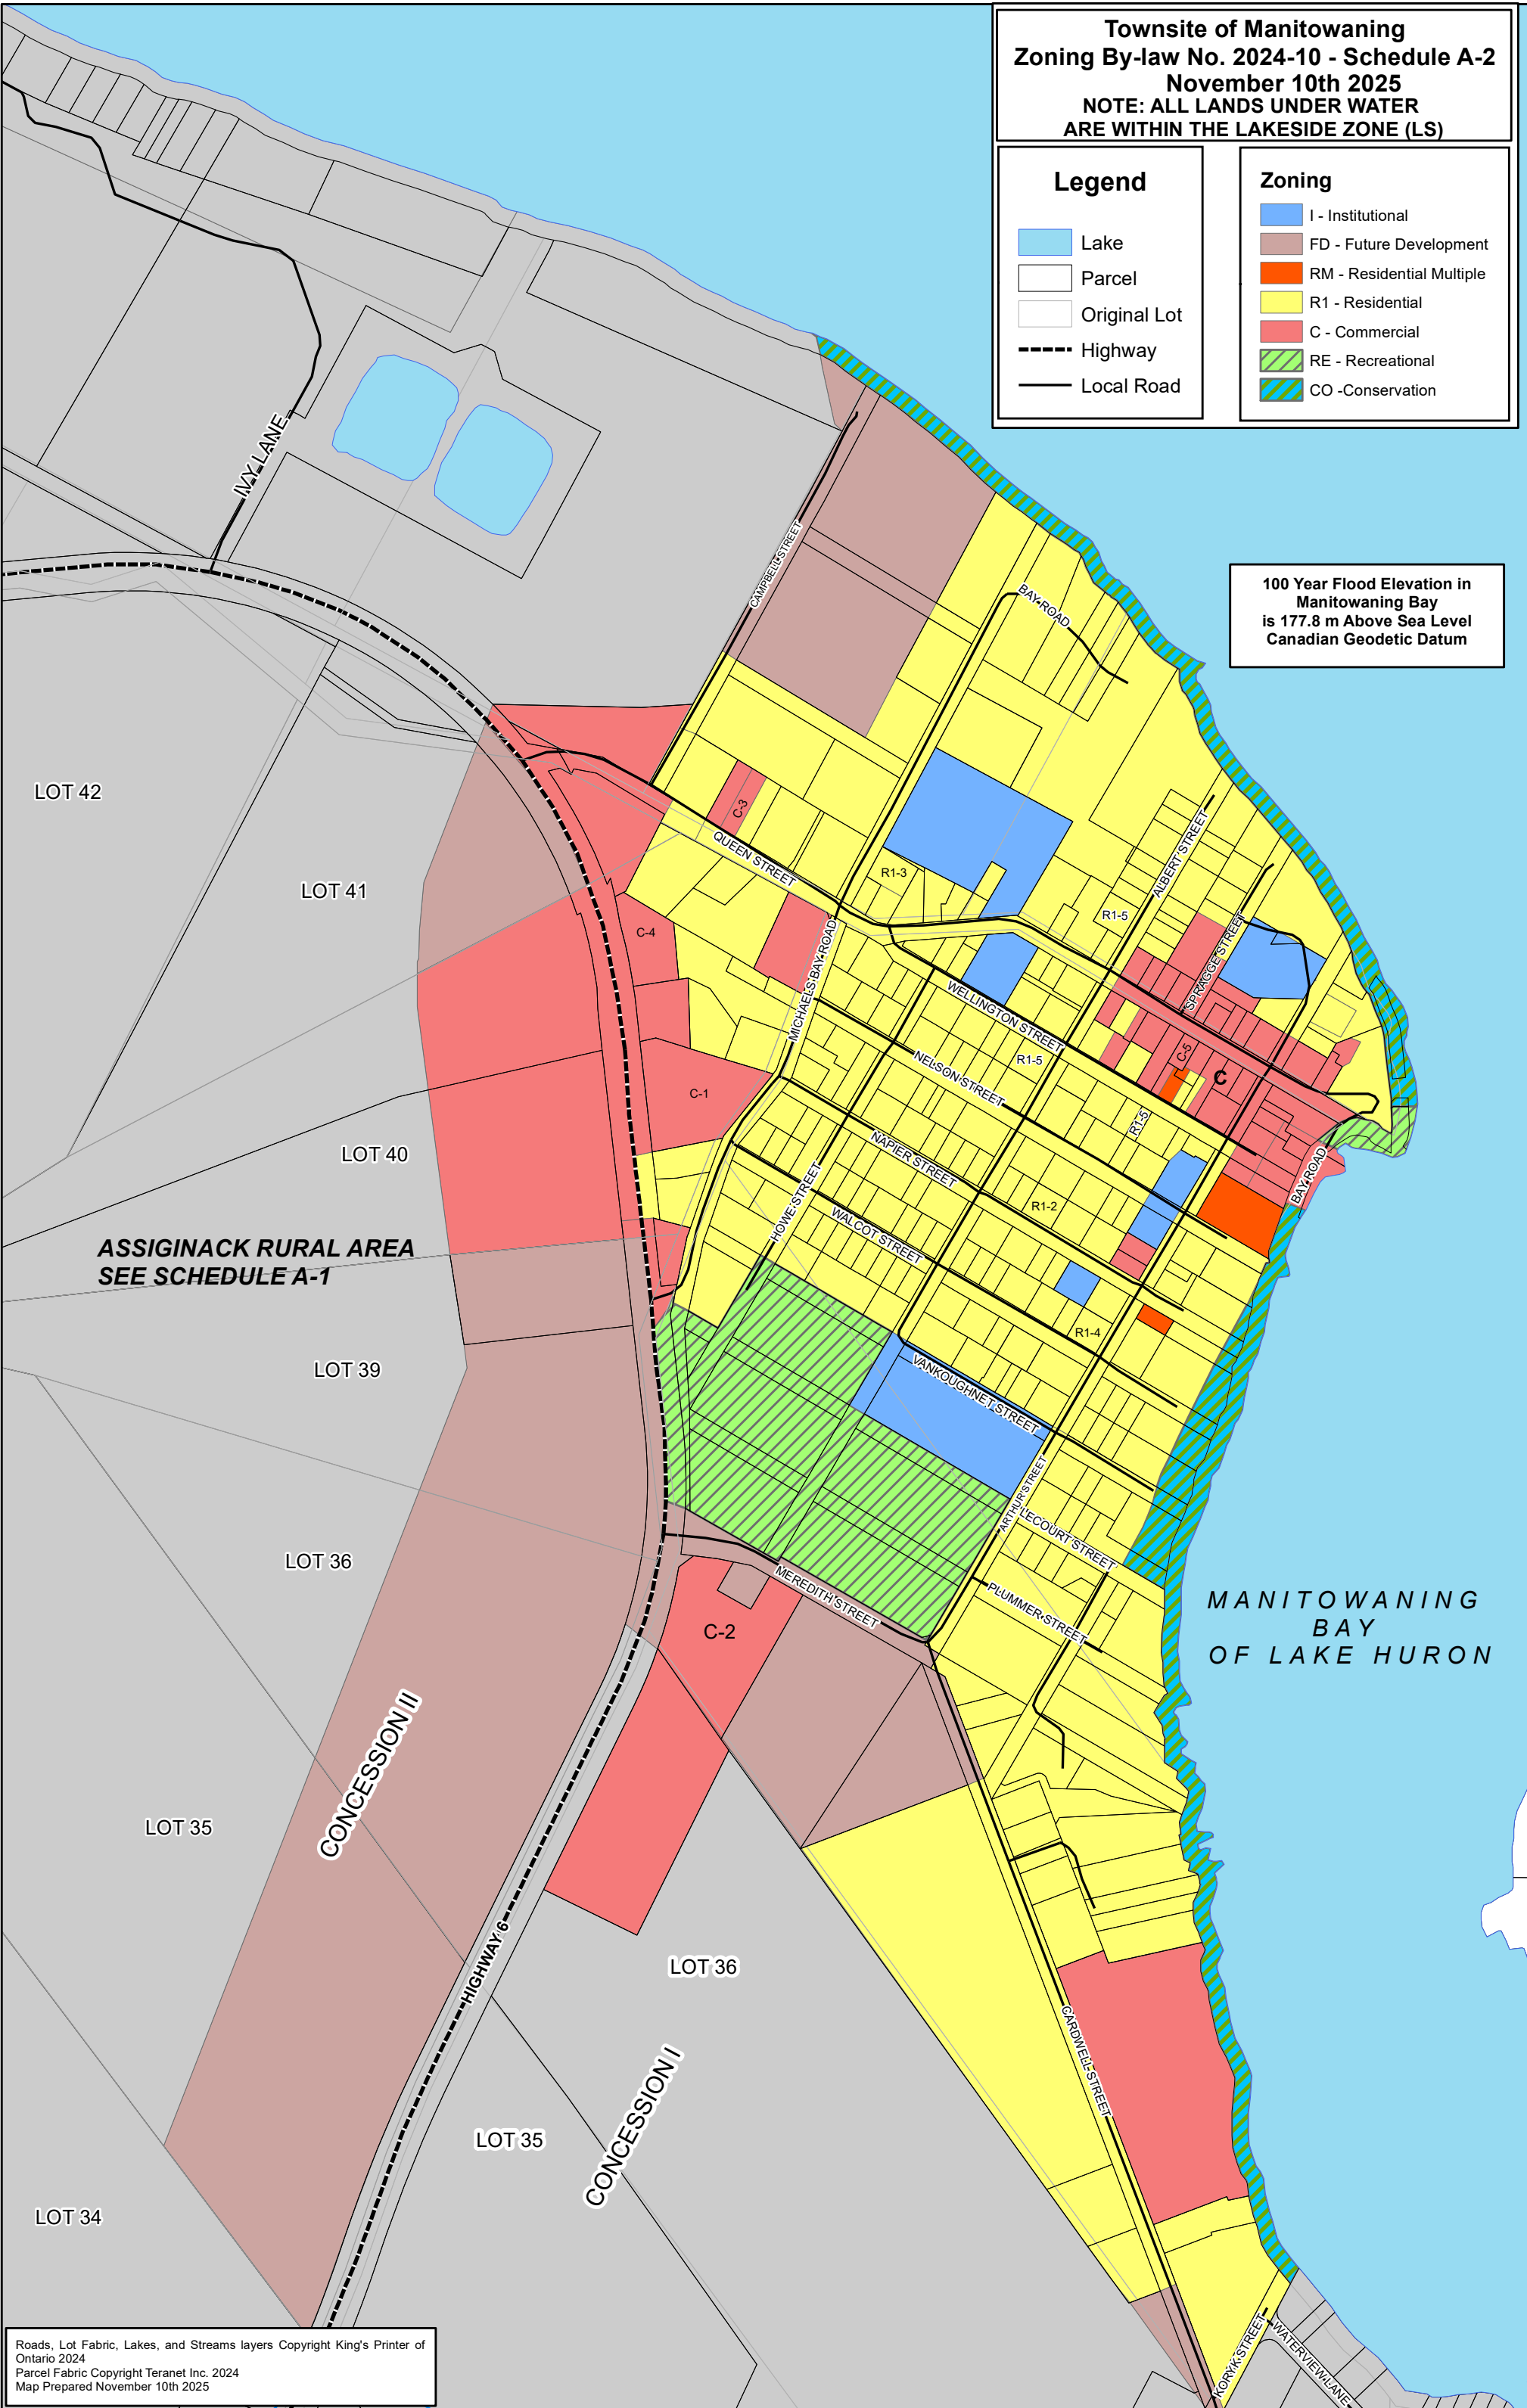 Townsite of Manitowaning
Zoning By-law No. 2024-10 - Schedule A-2
November 10th 2025
NOTE: ALL LANDS UNDER WATER
ARE WITHIN THE LAKESIDE ZONE (LS)
Legend
Lake
Parcel
Original Lot
Highway
Local Road
Zoning
I - Institutional
FD - Future Development
RM - Residential Multiple
R1 - Residential
C - Commercial
RE - Recreational
CO -Conservation
100 Year Flood Elevation in
Manitowaning Bay
is 177.8 m Above Sea Level
Canadian Geodetic Datum
IVY LANE
CAMPBELL STREET
BAY ROAD
LOT 42
C-3
QUEEN STREET
R1-3
ALBERT STREET
LOT 41
R1-5
C-4
SPRAGGE STREET
MICHAELS BAY ROAD
WELLINGTON STREET
R1-5
NELSON STREET
C-5
C
C-1
R1-5
LOT 40
NAPIER STREET
BAY ROAD
HOWE STREET
R1-2
WALCOT STREET
ASSIGINACK RURAL AREA
SEE SCHEDULE A-1
R1-4
LOT 39
VANKOUGHNET STREET
ARTHUR STREET
LECOURT STREET
LOT 36
MEREDITH STREET
PLUMMER STREET
MANITOWANING
BAY
OF LAKE HURON
C-2
CONCESSION II
LOT 35
HIGHWAY 6
LOT 36
CARDWELL STREET
CONCESSION I
LOT 35
LOT 34
KORYK STREET
WATERVIEW LANE
Roads, Lot Fabric, Lakes, and Streams layers Copyright King's Printer of
Ontario 2024
Parcel Fabric Copyright Teranet Inc. 2024
Map Prepared November 10th 2025